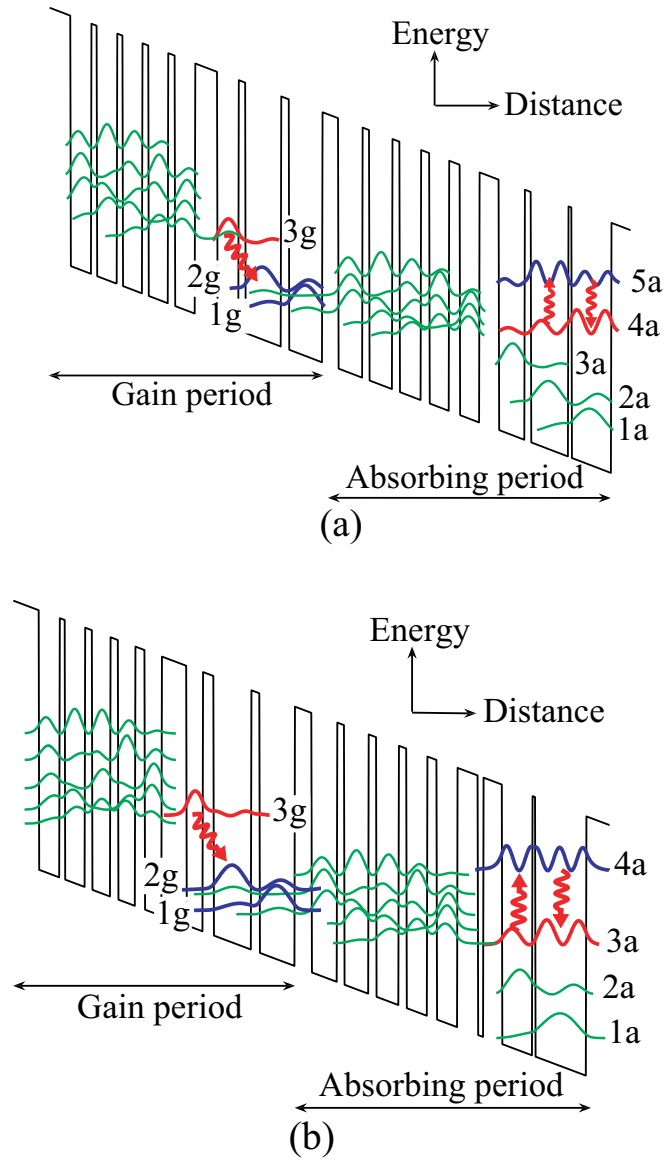 Energy
Distance
3g
2g
1g
5a
4a
3a
2a
1a
Gain period
Absorbing period
(a)
Energy
Distance
3g
2g
1g
4a
3a
2a
1a
Gain period
Absorbing period
(b)